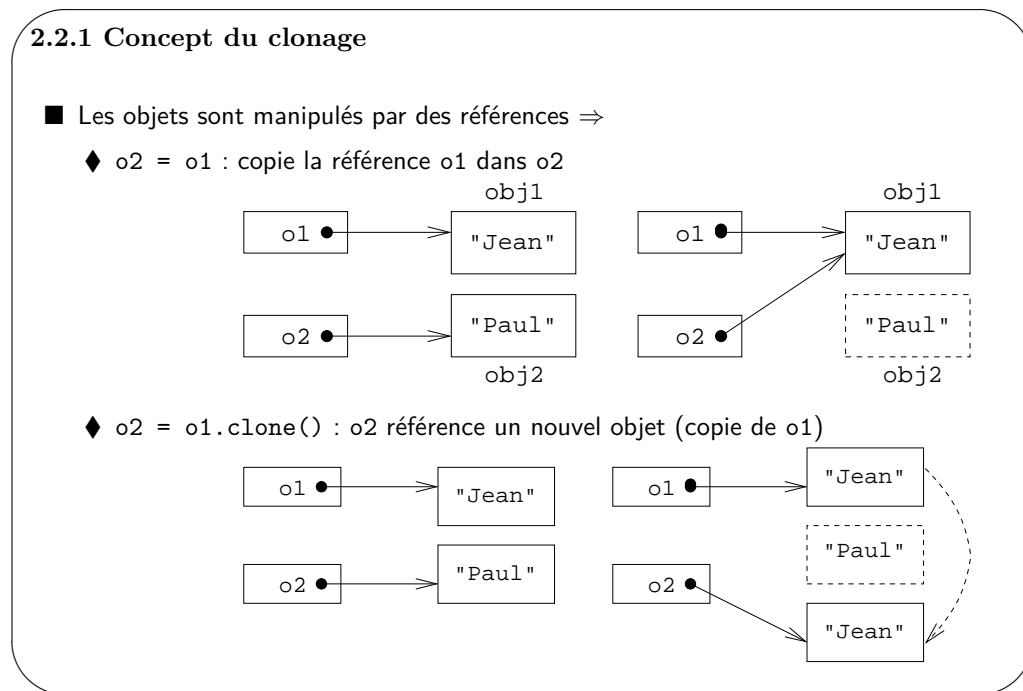 2.2.1 Concept du clonage
■ Les objets sont manipulés par des références ⇒
♦ o2 = o1 : copie la référence o1 dans o2
obj1 obj1
o1 "Jean" o1 "Jean"
o2 "Paul" o2 "Paul"
obj2 obj2
♦ o2 = o1.clone() : o2 référence un nouvel objet (copie de o1)
o1 "Jean" o1 "Jean"
"Paul"
o2 "Paul" o2
"Jean"